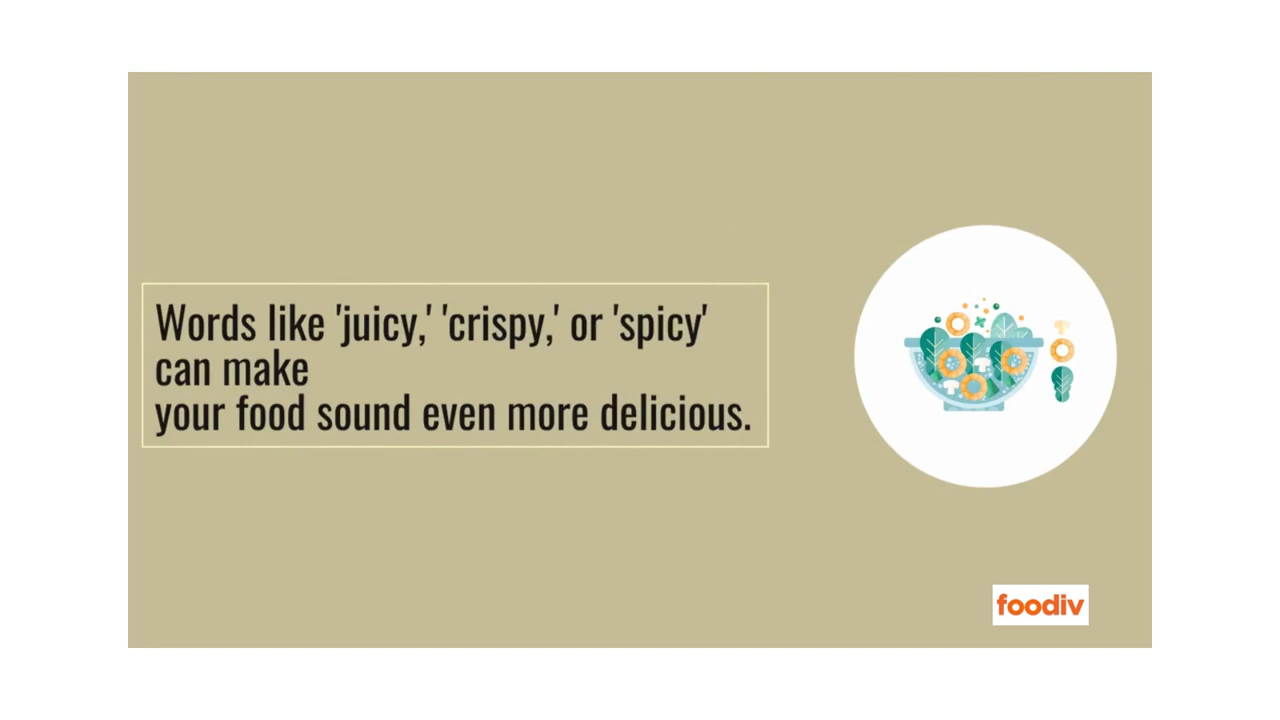 Words like 'juicy,' 'crispy,' or 'spicy'
can make
your food sound even more delicious.
foodiv